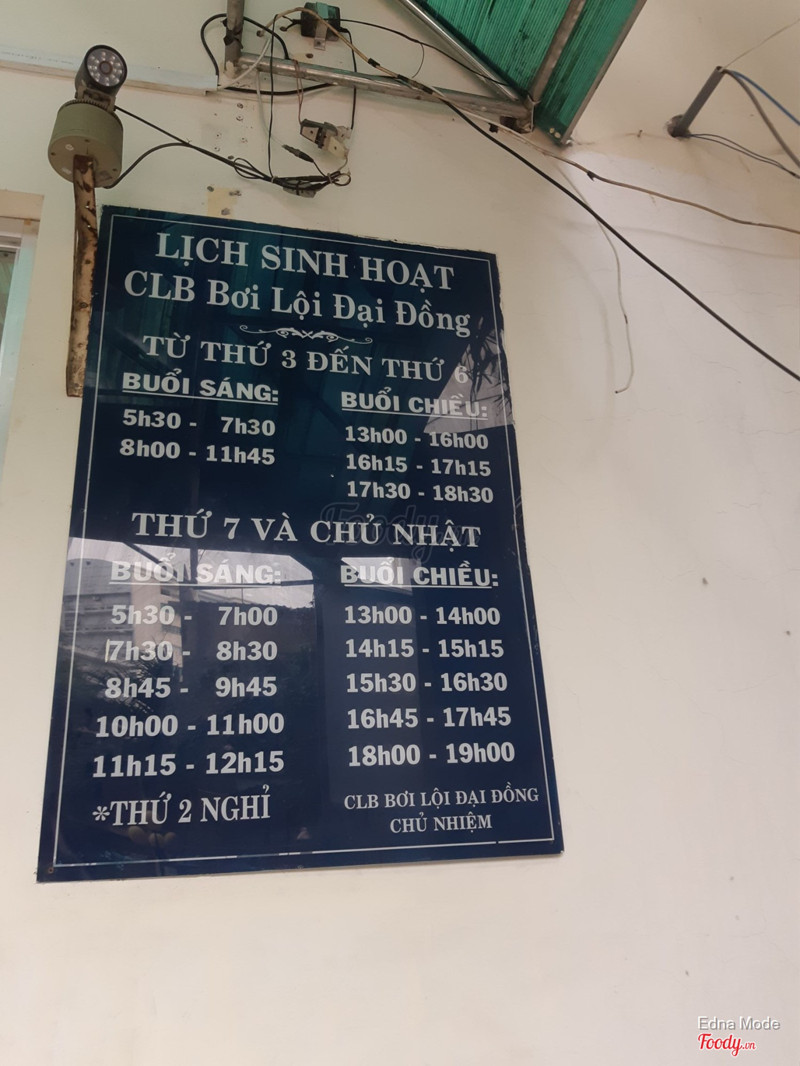 LỊCH SINH HOẠT
CLB Bơi Lội Đại Đồng
TỪ THỨ 3 ĐẾN THỨ 6
BUỔI SÁNG:
5h30 - 7h30
8h00 - 11h45
BUỔI CHIỀU:
13h00 - 16h00
16h15 - 17h15
17h30 - 18h30
THỨ 7 VÀ CHỦ NHẬT
BUỔI SÁNG:
5h30 - 7h00
7h30 - 8h30
8h45 - 9h45
10h00 - 11h00
11h15 - 12h15
BUỔI CHIỀU:
13h00 - 14h00
14h15 - 15h15
15h30 - 16h30
16h45 - 17h45
18h00 - 19h00
*THỨ 2 NGHỈ
CLB BƠI LỘI ĐẠI ĐỒNG
CHỦ NHIỆM
Foody.vn
Edna Mode
Foody.vn